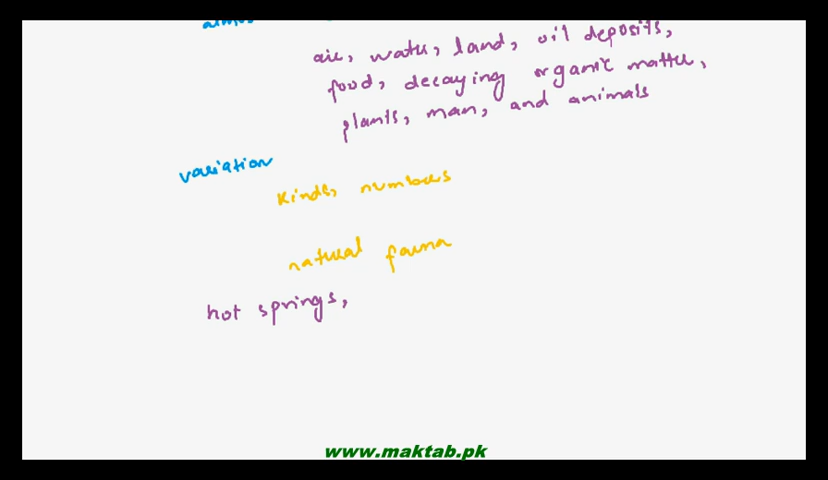 air, water, land, oil deposits,
food, decaying organic matter,
plants, man, and animals
variation
kinds, numbers
natural fauna
hot springs,
www.maktab.pk